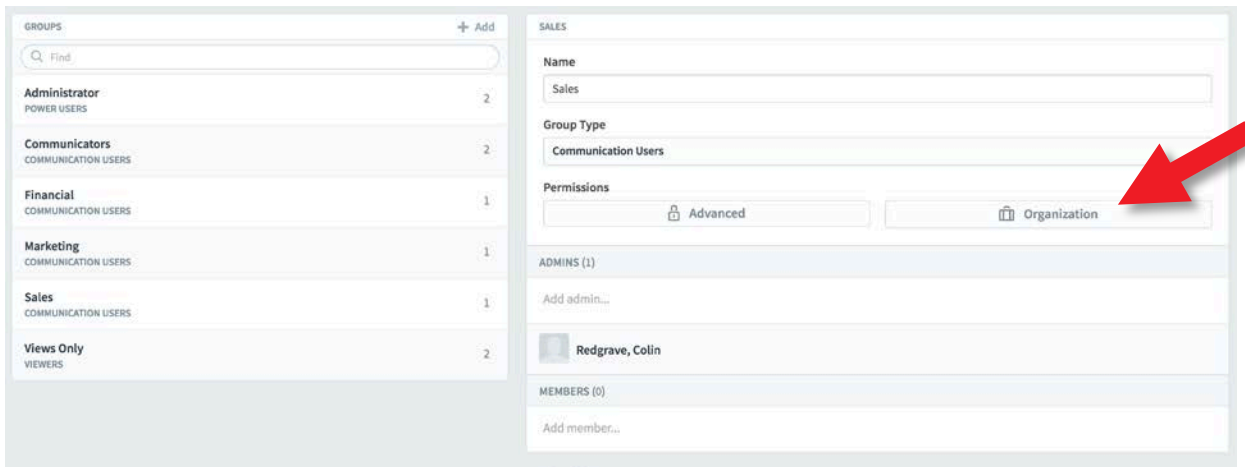 GROUPS
Add
Find
Administrator
2
POWER USERS
Communicators
2
COMMUNICATION USERS
Financial
1
COMMUNICATION USERS
Marketing
1
COMMUNICATION USERS
Sales
1
COMMUNICATION USERS
Views Only
2
VIEWERS
SALES
Name
Sales
Group Type
Communication Users
Permissions
Advanced
Organization
ADMINS (1)
Add admin...
Redgrave, Colin
MEMBERS (0)
Add member...